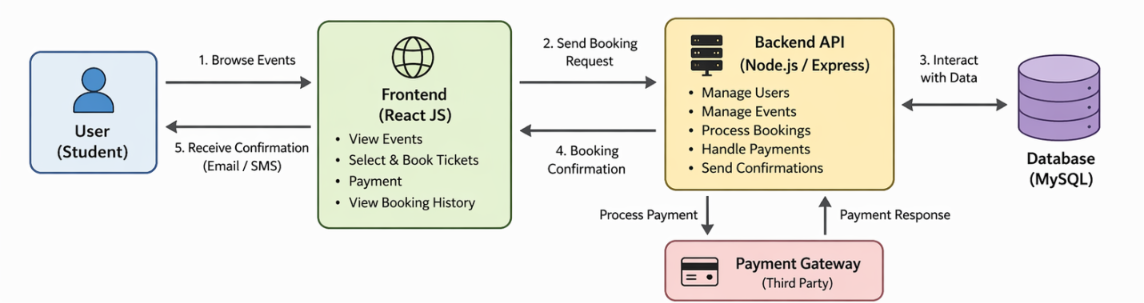 1. Browse Events
User
(Student)
5. Receive Confirmation
(Email / SMS)
Frontend
(React JS)
• View Events
• Select & Book Tickets
• Payment
• View Booking History
2. Send Booking
Request
4. Booking
Confirmation
Backend API
(Node.js / Express)
• Manage Users
• Manage Events
• Process Bookings
• Handle Payments
• Send Confirmations
3. Interact
with Data
Database
(MySQL)
Process Payment
Payment Response
Payment Gateway
(Third Party)